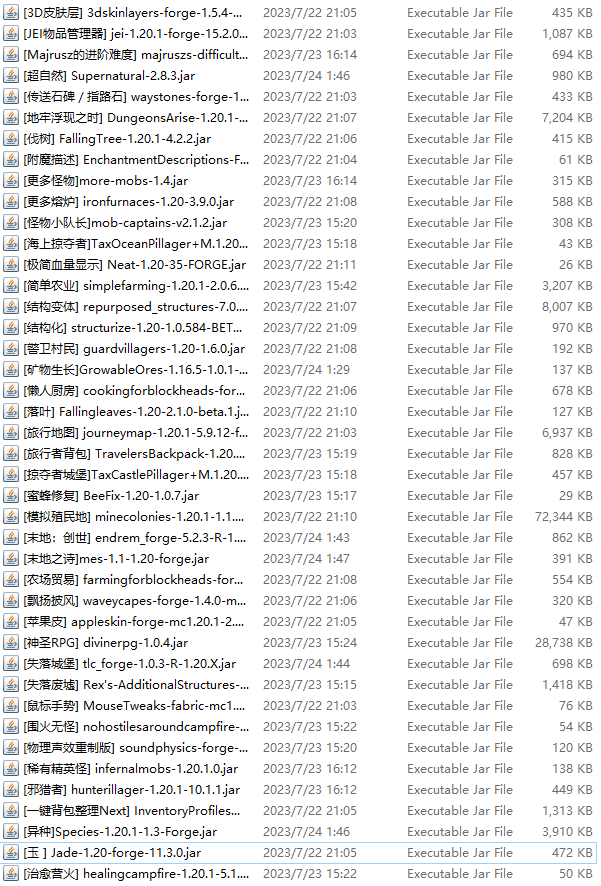 [3D皮肤层] 3dskinlayers-forge-1.5.4-... 2023/7/22 21:05 Executable Jar File 435 KB
[JEI物品管理器] jei-1.20.1-forge-15.2.0... 2023/7/22 21:03 Executable Jar File 1,087 KB
[Majrusz的进阶难度] majruszs-difficult... 2023/7/23 16:14 Executable Jar File 694 KB
[超自然] Supernatural-2.8.3.jar 2023/7/24 1:46 Executable Jar File 980 KB
[传送石碑 / 指路石] waystones-forge-1... 2023/7/22 21:03 Executable Jar File 433 KB
[地牢浮现之时] DungeonsArise-1.20.1-... 2023/7/22 21:07 Executable Jar File 7,204 KB
[伐树] FallingTree-1.20.1-4.2.2.jar 2023/7/22 21:06 Executable Jar File 415 KB
[附魔描述] EnchantmentDescriptions-F... 2023/7/22 21:04 Executable Jar File 61 KB
[更多怪物]more-mobs-1.4.jar 2023/7/23 16:14 Executable Jar File 315 KB
[更多熔炉] ironfurnaces-1.20-3.9.0.jar 2023/7/22 21:08 Executable Jar File 588 KB
[怪物小队长]mob-captains-v2.1.2.jar 2023/7/23 15:20 Executable Jar File 308 KB
[海上掠夺者]TaxOceanPillager+M.1.20... 2023/7/23 15:18 Executable Jar File 43 KB
[极简血量显示] Neat-1.20-35-FORGE.jar 2023/7/22 21:11 Executable Jar File 26 KB
[简单农业] simplefarming-1.20.1-2.0.6.... 2023/7/23 15:42 Executable Jar File 3,207 KB
[结构变体] repurposed_structures-7.0.... 2023/7/22 21:07 Executable Jar File 8,007 KB
[结构化] structurize-1.20-1.0.584-BET... 2023/7/22 21:09 Executable Jar File 970 KB
[警卫村民] guardvillagers-1.20-1.6.0.jar 2023/7/22 21:08 Executable Jar File 192 KB
[矿物生长]GrowableOres-1.16.5-1.0.1-... 2023/7/24 1:29 Executable Jar File 137 KB
[懒人厨房] cookingforblockheads-for... 2023/7/22 21:06 Executable Jar File 678 KB
[落叶] Fallingleaves-1.20-2.1.0-beta.1.j... 2023/7/22 21:10 Executable Jar File 127 KB
[旅行地图] journeymap-1.20.1-5.9.12-f... 2023/7/22 21:03 Executable Jar File 6,937 KB
[旅行者背包] TravelersBackpack-1.20.... 2023/7/23 15:19 Executable Jar File 828 KB
[掠夺者城堡]TaxCastlePillager+M.1.20.... 2023/7/23 15:18 Executable Jar File 457 KB
[蜜蜂修复] BeeFix-1.20-1.0.7.jar 2023/7/23 15:17 Executable Jar File 29 KB
[模拟殖民地] minecolonies-1.20.1-1.1.... 2023/7/22 21:10 Executable Jar File 72,344 KB
[末地：创世] endrem_forge-5.2.3-R-1.... 2023/7/24 1:43 Executable Jar File 862 KB
[末地之诗]mes-1.1-1.20-forge.jar 2023/7/24 1:47 Executable Jar File 391 KB
[农场贸易] farmingforblockheads-for... 2023/7/22 21:08 Executable Jar File 554 KB
[飘扬披风] waveycapes-forge-1.4.0-m... 2023/7/22 21:06 Executable Jar File 320 KB
[苹果皮] appleskin-forge-mc1.20.1-2.... 2023/7/22 21:05 Executable Jar File 47 KB
[神圣RPG] divinerpg-1.0.4.jar 2023/7/23 15:24 Executable Jar File 28,738 KB
[失落城堡] tlc_forge-1.0.3-R-1.20.X.jar 2023/7/24 1:44 Executable Jar File 698 KB
[失落废墟] Rex's-AdditionalStructures-... 2023/7/23 15:15 Executable Jar File 1,418 KB
[鼠标手势] MouseTweaks-fabric-mc1.... 2023/7/22 21:03 Executable Jar File 76 KB
[围火无怪] nohostilesaroundcampfire-... 2023/7/23 15:22 Executable Jar File 54 KB
[物理声效重制版] soundphysics-forge-... 2023/7/23 15:20 Executable Jar File 120 KB
[稀有精英怪] infernalmobs-1.20.1.0.jar 2023/7/23 16:12 Executable Jar File 138 KB
[邪猎者] hunterillager-1.20.1-10.1.1.jar 2023/7/23 16:12 Executable Jar File 449 KB
[一键背包整理Next] InventoryProfiles... 2023/7/22 21:05 Executable Jar File 1,313 KB
[异种]Species-1.20.1-1.3-Forge.jar 2023/7/24 1:46 Executable Jar File 3,910 KB
[玉 ] Jade-1.20-forge-11.3.0.jar 2023/7/22 21:05 Executable Jar File 472 KB
[治愈营火] healingcampfire-1.20.1-5.1.... 2023/7/23 15:22 Executable Jar File 50 KB